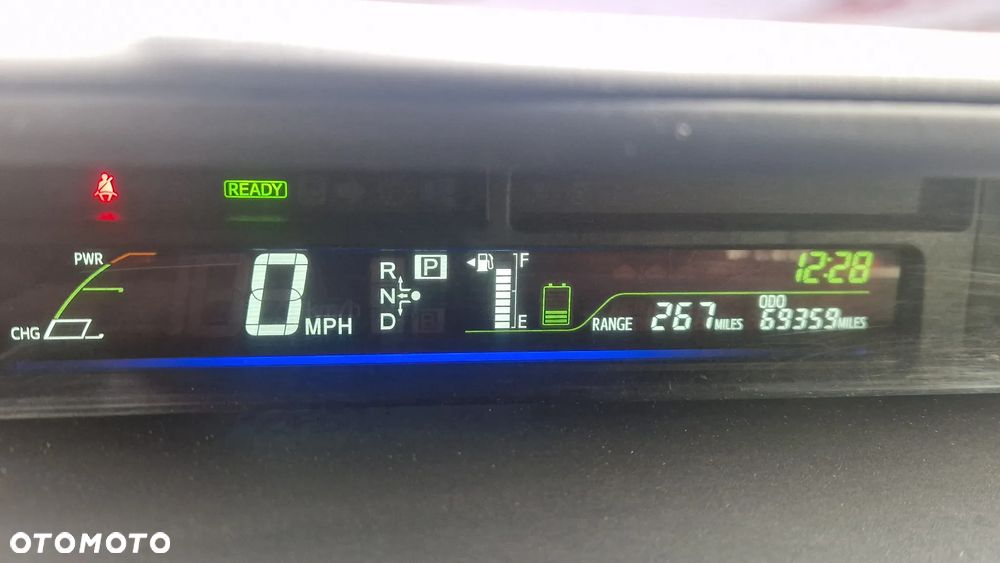 READY
PWR
CHG
0 MPH
R
N
D
P
F
E
12:28
RANGE 267 MILES
ODO
69359 MILES
OTOMOTO